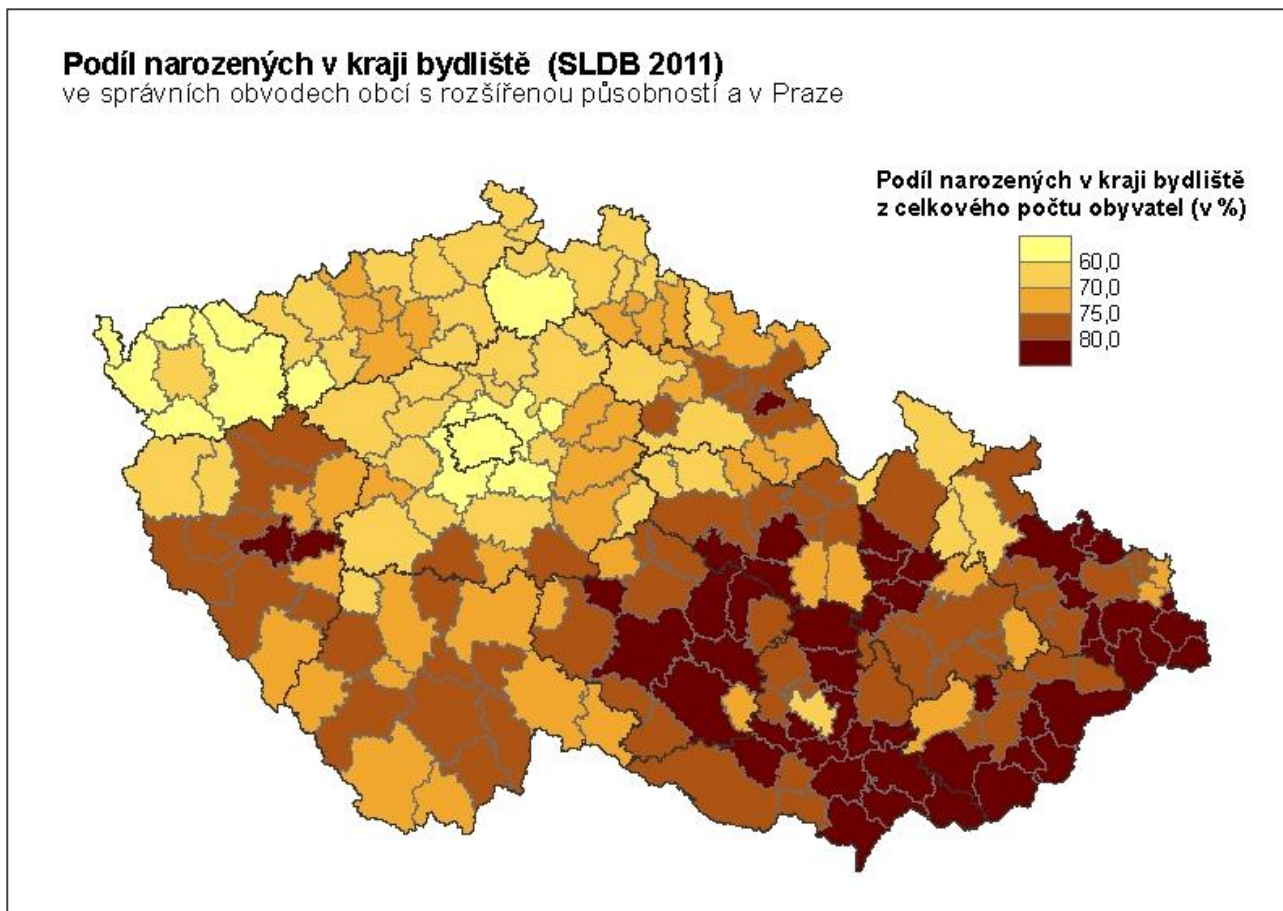 Podíl narozených v kraji bydliště (SLDB 2011)
ve správních obvodech obcí s rozšířenou působností a v Praze
Podíl narozených v kraji bydliště
z celkového počtu obyvatel (v %)
60,0
70,0
75,0
80,0